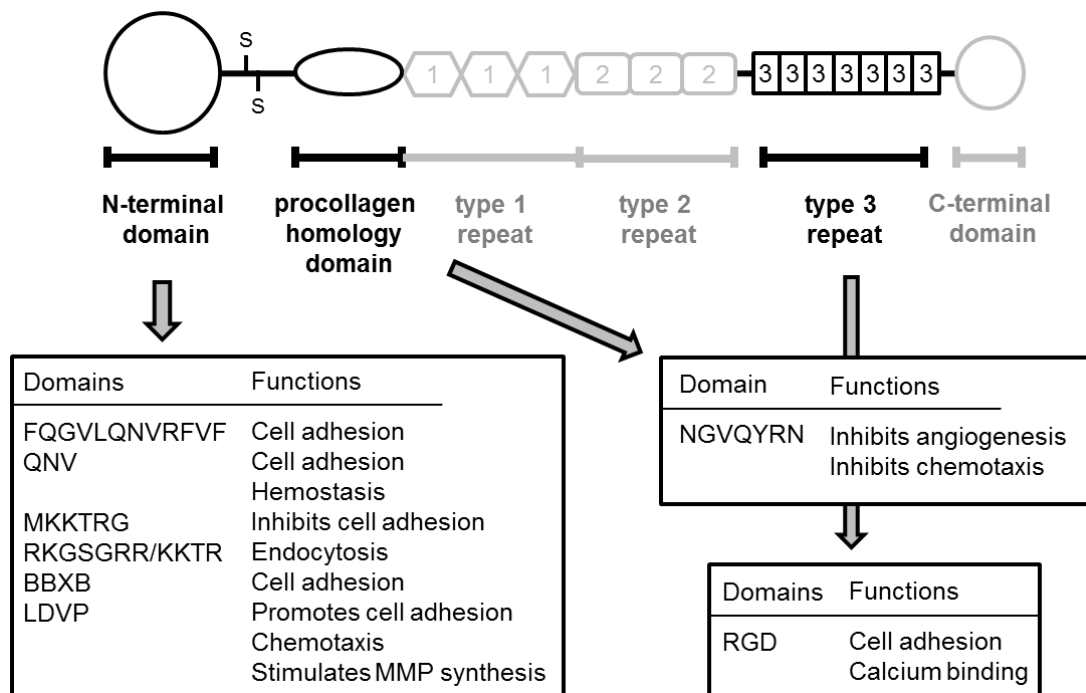 S
S
1 1 1 2 2 2 3 3 3 3 3 3 3
N-terminal domain
procollagen homology domain
type 1 repeat
type 2 repeat
type 3 repeat
C-terminal domain
Domains Functions
FQGVLQNVRFVF Cell adhesion
QNV Cell adhesion
Hemostasis
MKKTRG Inhibits cell adhesion
RKGSGRR/KKTR Endocytosis
BBXB Cell adhesion
LDVP Promotes cell adhesion
Chemotaxis
Stimulates MMP synthesis
Domain Functions
NGVQYRN Inhibits angiogenesis
Inhibits chemotaxis
Domains Functions
RGD Cell adhesion
Calcium binding